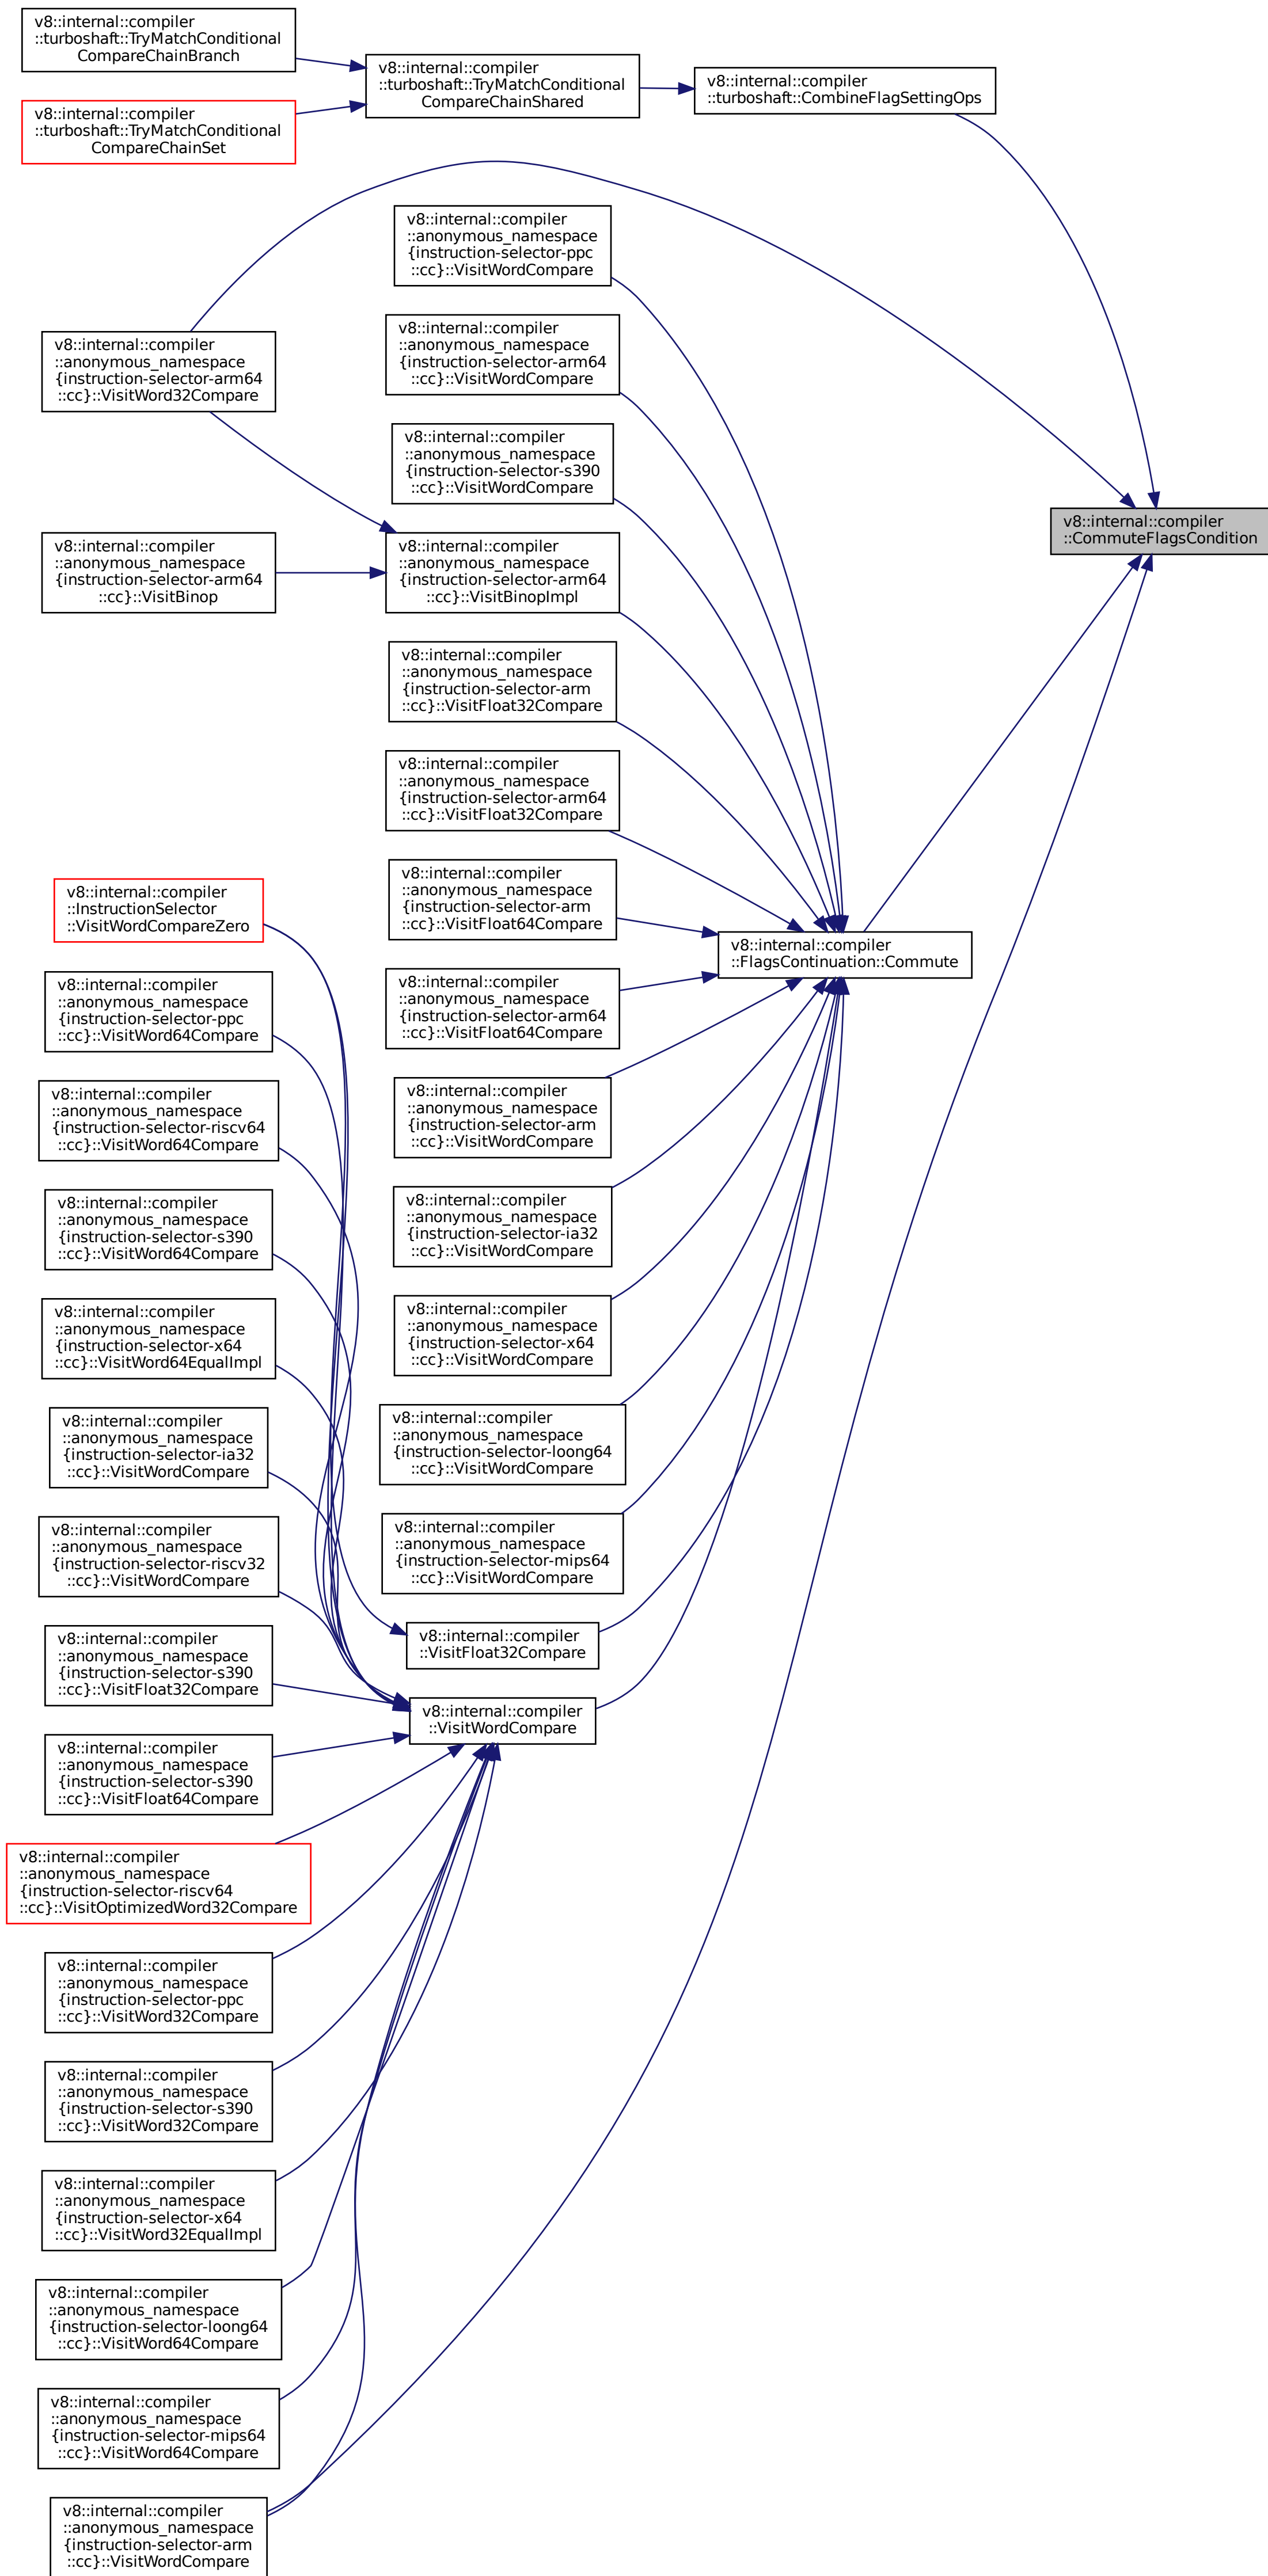 v8::internal::compiler
::turboshaft::TryMatchConditional
CompareChainBranch
v8::internal::compiler
::turboshaft::TryMatchConditional
CompareChainSet
v8::internal::compiler
::turboshaft::TryMatchConditional
CompareChainShared
v8::internal::compiler
::turboshaft::CombineFlagSettingOps
v8::internal::compiler
::CommuteFlagsCondition
v8::internal::compiler
::anonymous_namespace
{instruction-selector-arm64
::cc}::VisitWord32Compare
v8::internal::compiler
::anonymous_namespace
{instruction-selector-arm64
::cc}::VisitBinop
v8::internal::compiler
::anonymous_namespace
{instruction-selector-ppc
::cc}::VisitWordCompare
v8::internal::compiler
::anonymous_namespace
{instruction-selector-arm64
::cc}::VisitWordCompare
v8::internal::compiler
::anonymous_namespace
{instruction-selector-s390
::cc}::VisitWordCompare
v8::internal::compiler
::anonymous_namespace
{instruction-selector-arm64
::cc}::VisitBinopImpl
v8::internal::compiler
::anonymous_namespace
{instruction-selector-arm
::cc}::VisitFloat32Compare
v8::internal::compiler
::anonymous_namespace
{instruction-selector-arm64
::cc}::VisitFloat32Compare
v8::internal::compiler
::anonymous_namespace
{instruction-selector-arm
::cc}::VisitFloat64Compare
v8::internal::compiler
::anonymous_namespace
{instruction-selector-arm64
::cc}::VisitFloat64Compare
v8::internal::compiler
::anonymous_namespace
{instruction-selector-arm
::cc}::VisitWordCompare
v8::internal::compiler
::anonymous_namespace
{instruction-selector-ia32
::cc}::VisitWordCompare
v8::internal::compiler
::anonymous_namespace
{instruction-selector-x64
::cc}::VisitWordCompare
v8::internal::compiler
::anonymous_namespace
{instruction-selector-loong64
::cc}::VisitWordCompare
v8::internal::compiler
::anonymous_namespace
{instruction-selector-mips64
::cc}::VisitWordCompare
v8::internal::compiler
::VisitFloat32Compare
v8::internal::compiler
::VisitWordCompare
v8::internal::compiler
::FlagsContinuation::Commute
v8::internal::compiler
::InstructionSelector
::VisitWordCompareZero
v8::internal::compiler
::anonymous_namespace
{instruction-selector-ppc
::cc}::VisitWord64Compare
v8::internal::compiler
::anonymous_namespace
{instruction-selector-riscv64
::cc}::VisitWord64Compare
v8::internal::compiler
::anonymous_namespace
{instruction-selector-s390
::cc}::VisitWord64Compare
v8::internal::compiler
::anonymous_namespace
{instruction-selector-x64
::cc}::VisitWord64EqualImpl
v8::internal::compiler
::anonymous_namespace
{instruction-selector-ia32
::cc}::VisitWordCompare
v8::internal::compiler
::anonymous_namespace
{instruction-selector-riscv32
::cc}::VisitWordCompare
v8::internal::compiler
::anonymous_namespace
{instruction-selector-s390
::cc}::VisitFloat32Compare
v8::internal::compiler
::anonymous_namespace
{instruction-selector-s390
::cc}::VisitFloat64Compare
v8::internal::compiler
::anonymous_namespace
{instruction-selector-riscv64
::cc}::VisitOptimizedWord32Compare
v8::internal::compiler
::anonymous_namespace
{instruction-selector-ppc
::cc}::VisitWord32Compare
v8::internal::compiler
::anonymous_namespace
{instruction-selector-s390
::cc}::VisitWord32Compare
v8::internal::compiler
::anonymous_namespace
{instruction-selector-x64
::cc}::VisitWord32EqualImpl
v8::internal::compiler
::anonymous_namespace
{instruction-selector-loong64
::cc}::VisitWord64Compare
v8::internal::compiler
::anonymous_namespace
{instruction-selector-mips64
::cc}::VisitWord64Compare
v8::internal::compiler
::anonymous_namespace
{instruction-selector-arm
::cc}::VisitWordCompare